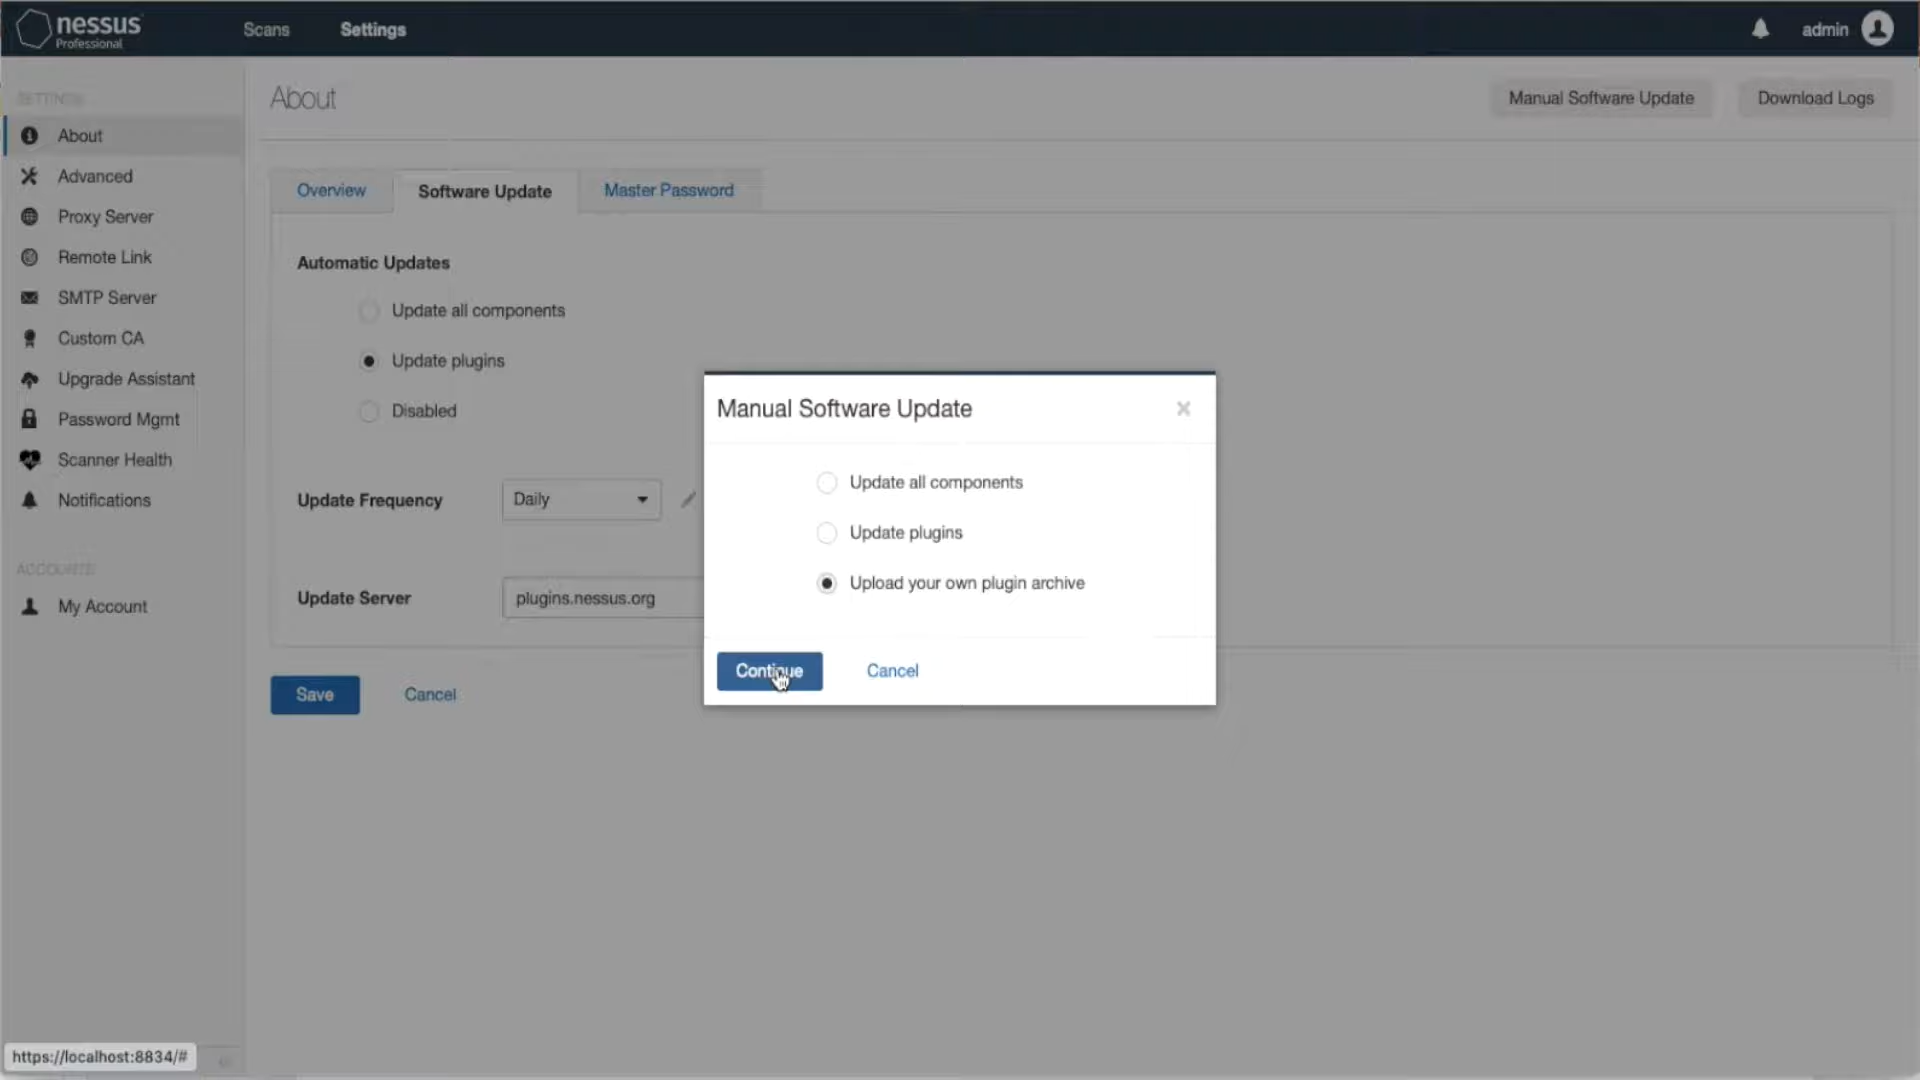 nessus
Professional
Scans
Settings
admin
SETTINGS
About
Advanced
Proxy Server
Remote Link
SMTP Server
Custom CA
Upgrade Assistant
Password Mgmt
Scanner Health
Notifications
ACCOUNTS
My Account
About
Manual Software Update
Download Logs
Overview
Software Update
Master Password
Automatic Updates
Update all components
Update plugins
Disabled
Update Frequency
Daily
Update Server
plugins.nessus.org
Save
Cancel
Manual Software Update
Update all components
Update plugins
Upload your own plugin archive
Continue
Cancel
https://localhost:8834/#